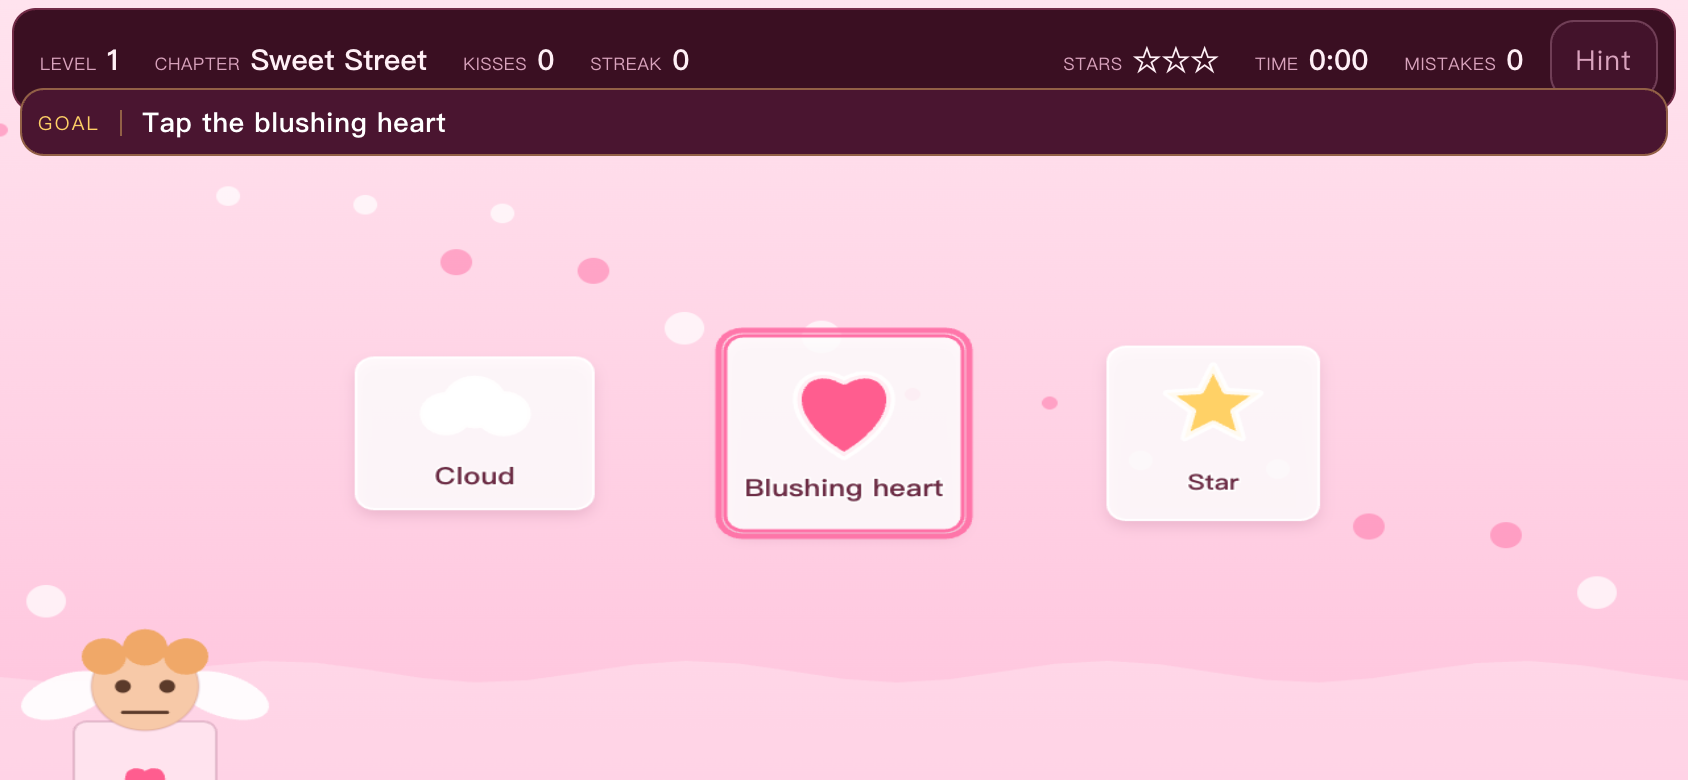 LEVEL 1 CHAPTER Sweet Street KISSES 0 STREAK 0 STARS ☆☆☆ TIME 0:00 MISTAKES 0 Hint
GOAL Tap the blushing heart
Cloud
Blushing heart
Star